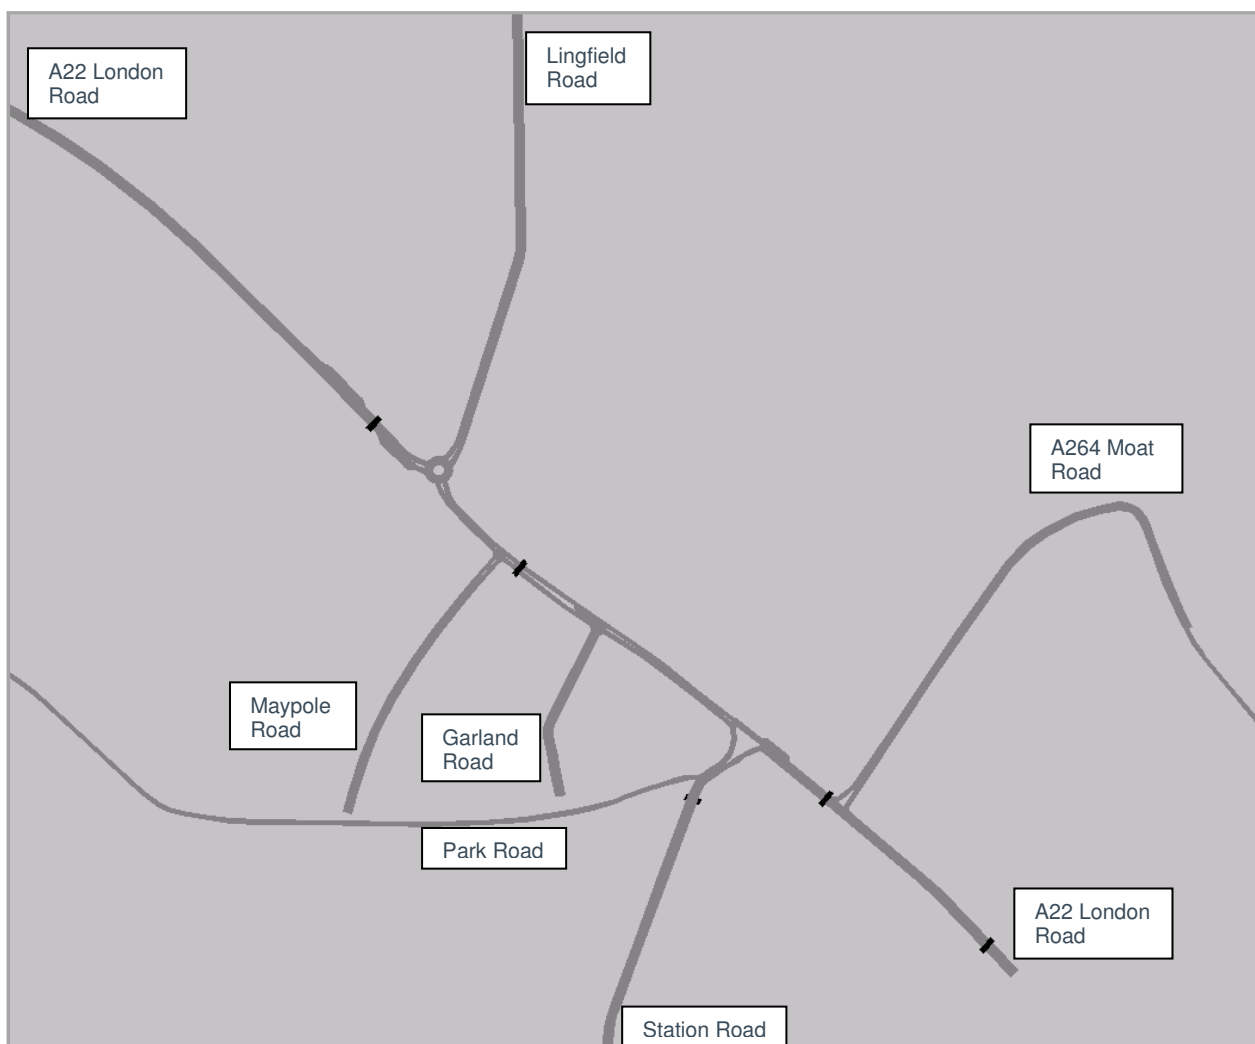 A22 London
Road
Lingfield
Road
A264 Moat
Road
Maypole
Road
Garland
Road
Park Road
A22 London
Road
Station Road